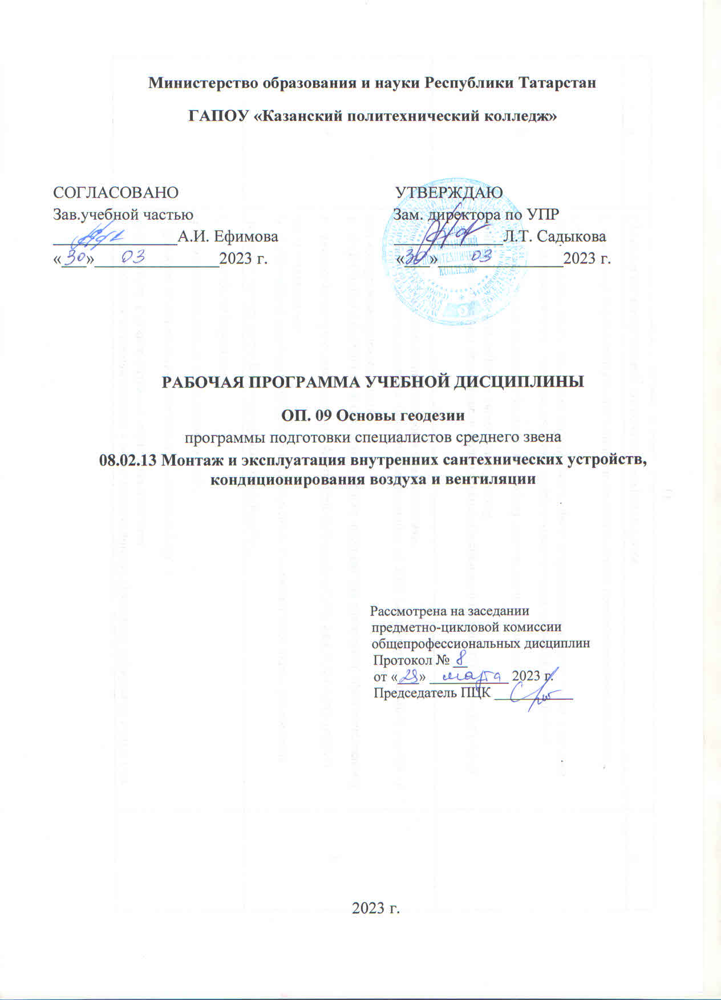 Министерство образования и науки Республики Татарстан
ГАПОУ «Казанский политехнический колледж»
СОГЛАСОВАНО
Зав.учебной частью
А.И. Ефимова
«30» 03 2023 г.
УТВЕРЖДАЮ
Зам. директора по УПР
Л.Т. Садыкова
«30» 03 2023 г.
РАБОЧАЯ ПРОГРАММА УЧЕБНОЙ ДИСЦИПЛИНЫ
ОП. 09 Основы геодезии
программы подготовки специалистов среднего звена
08.02.13 Монтаж и эксплуатация внутренних сантехнических устройств,
кондиционирования воздуха и вентиляции
Рассмотрена на заседании
предметно-цикловой комиссии
общепрофессиональных дисциплин
Протокол № 8
от «29» марта 2023 г.
Председатель ПЦК
2023 г.